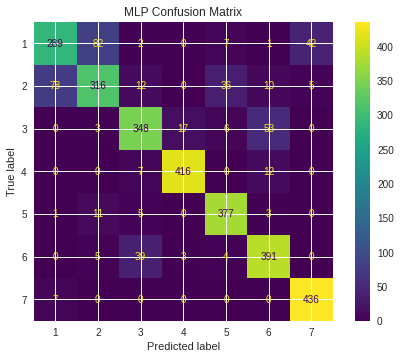 MLP Confusion Matrix
1 289 82 2 0 7 1 42
2 78 316 12 0 36 10 5
3 0 3 348 17 6 53 0
4 0 0 7 416 0 12 0
5 1 11 5 0 377 3 0
6 0 5 39 3 4 391 0
7 7 0 0 0 0 0 436
1 2 3 4 5 6 7
Predicted label
True label
400
350
300
250
200
150
100
50
0